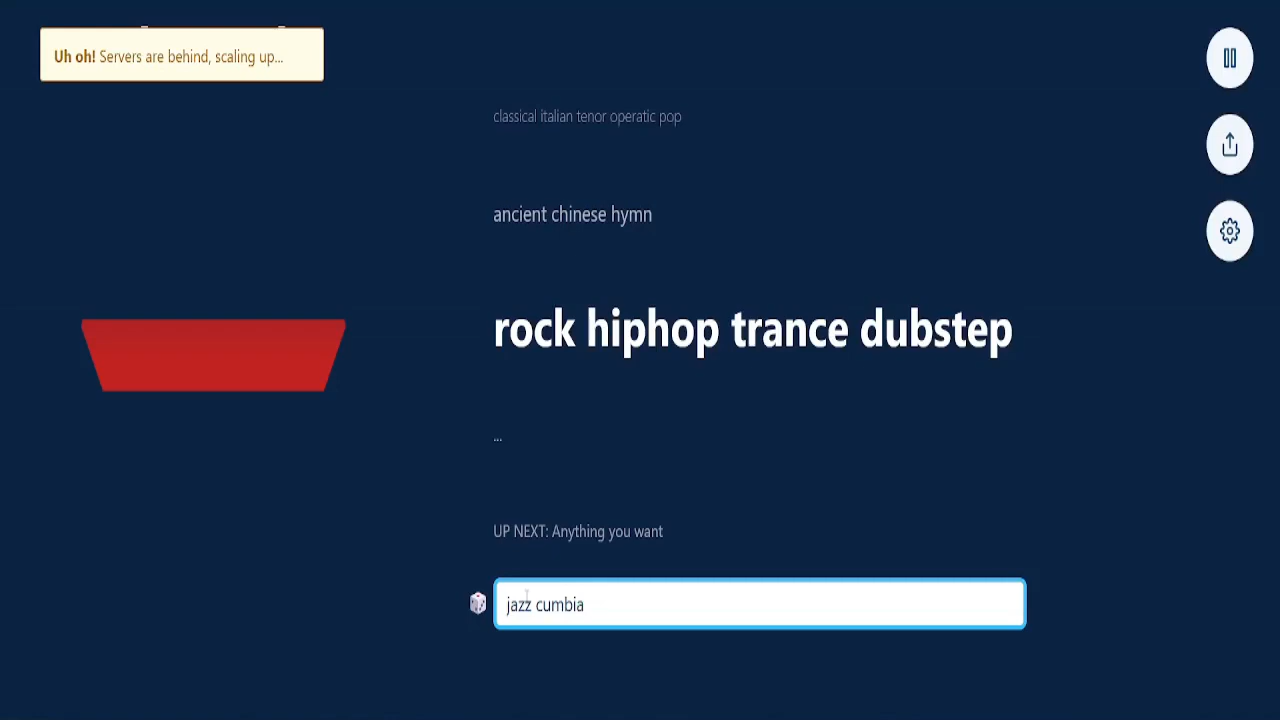 Uh oh! Servers are behind, scaling up...
classical italian tenor operatic pop
ancient chinese hymn
rock hiphop trance dubstep
...
UP NEXT: Anything you want
jazz cumbia